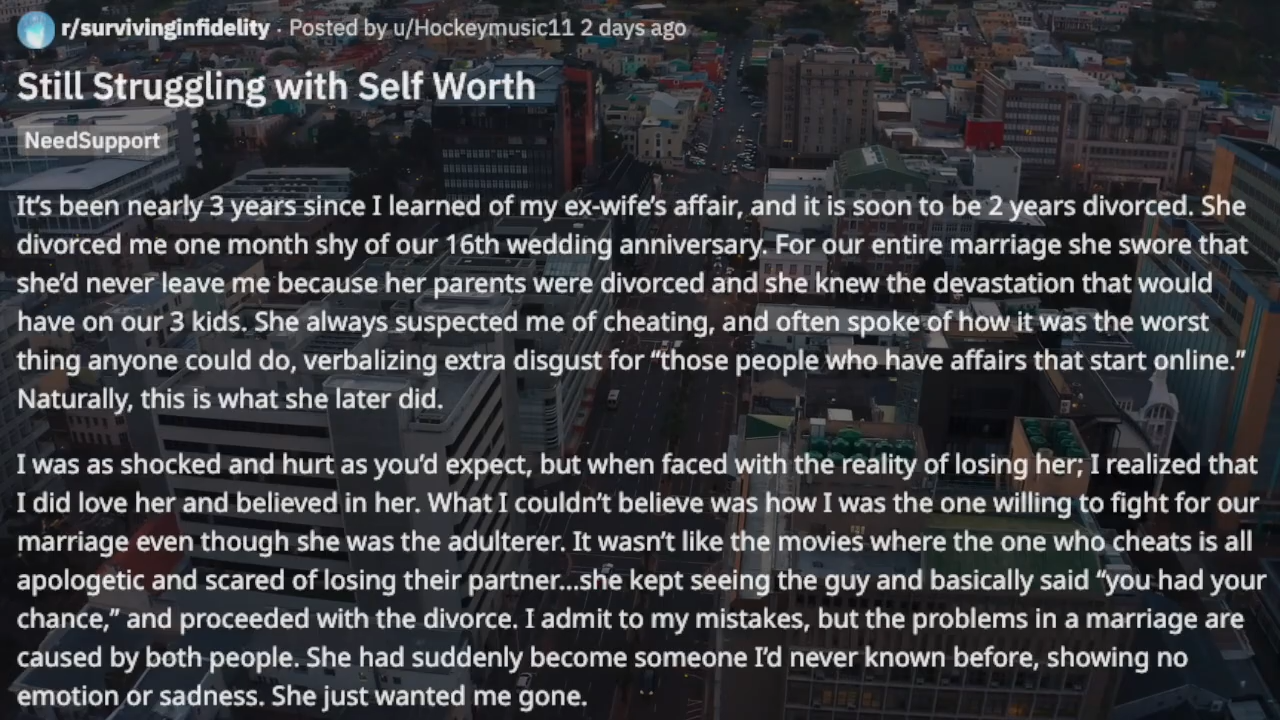 r/survivinginfidelity · Posted by u/Hockeymusic11 2 days ago
Still Struggling with Self Worth
NeedSupport
It’s been nearly 3 years since I learned of my ex-wife’s affair, and it is soon to be 2 years divorced. She
divorced me one month shy of our 16th wedding anniversary. For our entire marriage she swore that
she’d never leave me because her parents were divorced and she knew the devastation that would
have on our 3 kids. She always suspected me of cheating, and often spoke of how it was the worst
thing anyone could do, verbalizing extra disgust for “those people who have affairs that start online.”
Naturally, this is what she later did.
I was as shocked and hurt as you’d expect, but when faced with the reality of losing her; I realized that
I did love her and believed in her. What I couldn’t believe was how I was the one willing to fight for our
marriage even though she was the adulterer. It wasn’t like the movies where the one who cheats is all
apologetic and scared of losing their partner...she kept seeing the guy and basically said “you had your
chance,” and proceeded with the divorce. I admit to my mistakes, but the problems in a marriage are
caused by both people. She had suddenly become someone I’d never known before, showing no
emotion or sadness. She just wanted me gone.